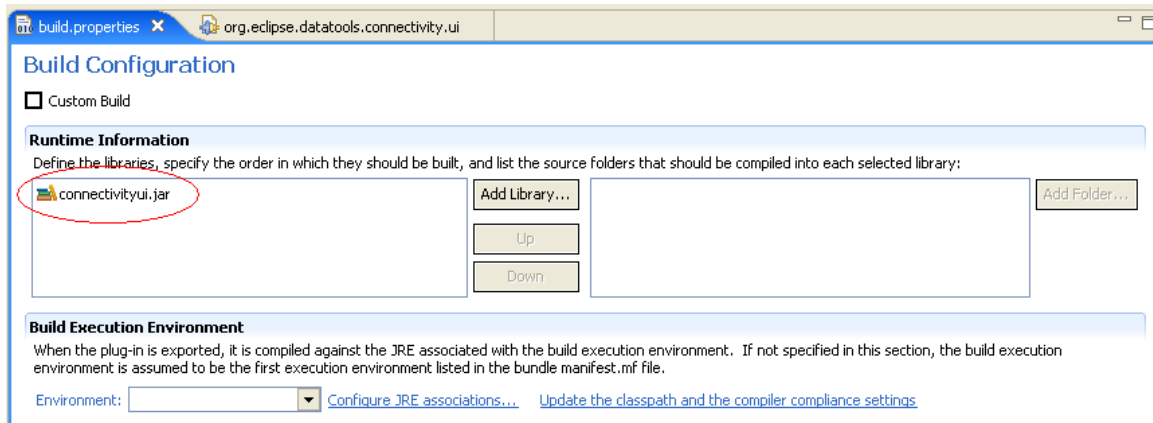 build.properties org.eclipse.datatools.connectivity.ui
Build Configuration
Custom Build
Runtime Information
Define the libraries, specify the order in which they should be built, and list the source folders that should be compiled into each selected library:
connectivityui.jar Add Library... Add Folder...
Up
Down
Build Execution Environment
When the plug-in is exported, it is compiled against the JRE associated with the build execution environment. If not specified in this section, the build execution
environment is assumed to be the first execution environment listed in the bundle manifest.mf file.
Environment: Configure JRE associations... Update the classpath and the compiler compliance settings